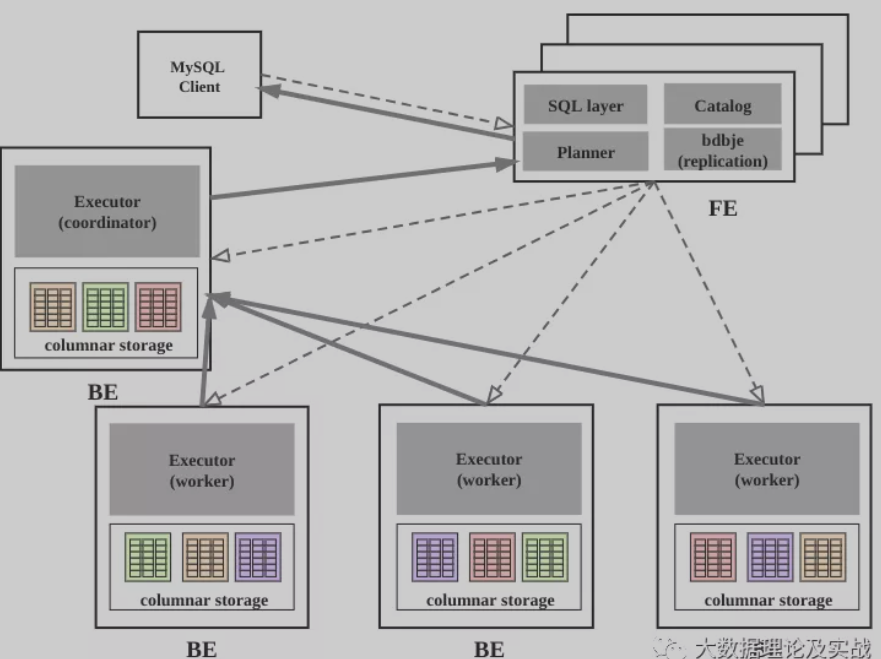 MySQL
Client
SQL layer
Catalog
Planner
bdbje
(replication)
FE
Executor
(coordinator)
columnar storage
BE
Executor
(worker)
columnar storage
BE
Executor
(worker)
columnar storage
BE
Executor
(worker)
columnar storage
大数据理论及实战